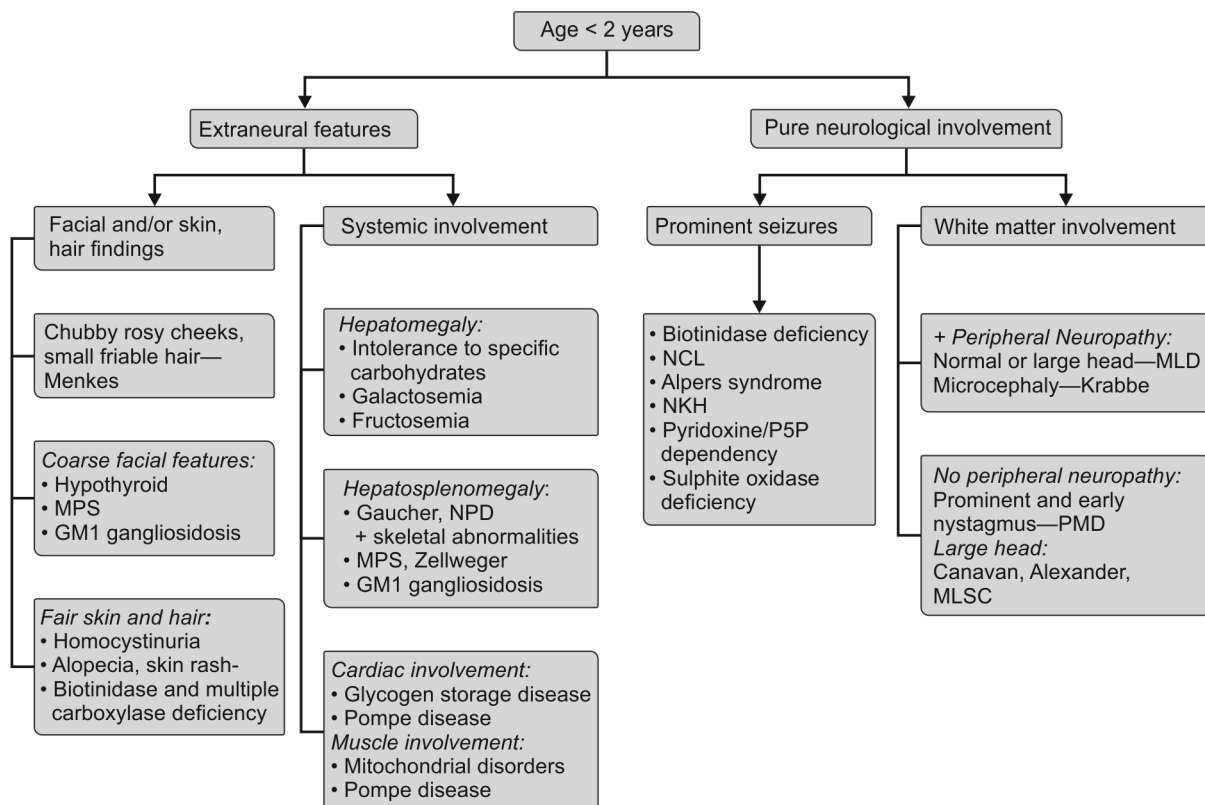 Age < 2 years
Extraneural features
Pure neurological involvement
Facial and/or skin,
hair findings
Systemic involvement
Prominent seizures
White matter involvement
Chubby rosy cheeks,
small friable hair—
Menkes
Coarse facial features:
• Hypothyroid
• MPS
• GM1 gangliosidosis
Fair skin and hair:
• Homocystinuria
• Alopecia, skin rash-
• Biotinidase and multiple
carboxylase deficiency
Hepatomegaly:
• Intolerance to specific
carbohydrates
• Galactosemia
• Fructosemia
Hepatosplenomegaly:
• Gaucher, NPD
+ skeletal abnormalities
• MPS, Zellweger
• GM1 gangliosidosis
Cardiac involvement:
• Glycogen storage disease
• Pompe disease
Muscle involvement:
• Mitochondrial disorders
• Pompe disease
• Biotinidase deficiency
• NCL
• Alpers syndrome
• NKH
• Pyridoxine/P5P
dependency
• Sulphite oxidase
deficiency
+ Peripheral Neuropathy:
Normal or large head—MLD
Microcephaly—Krabbe
No peripheral neuropathy:
Prominent and early
nystagmus—PMD
Large head:
Canavan, Alexander,
MLSC